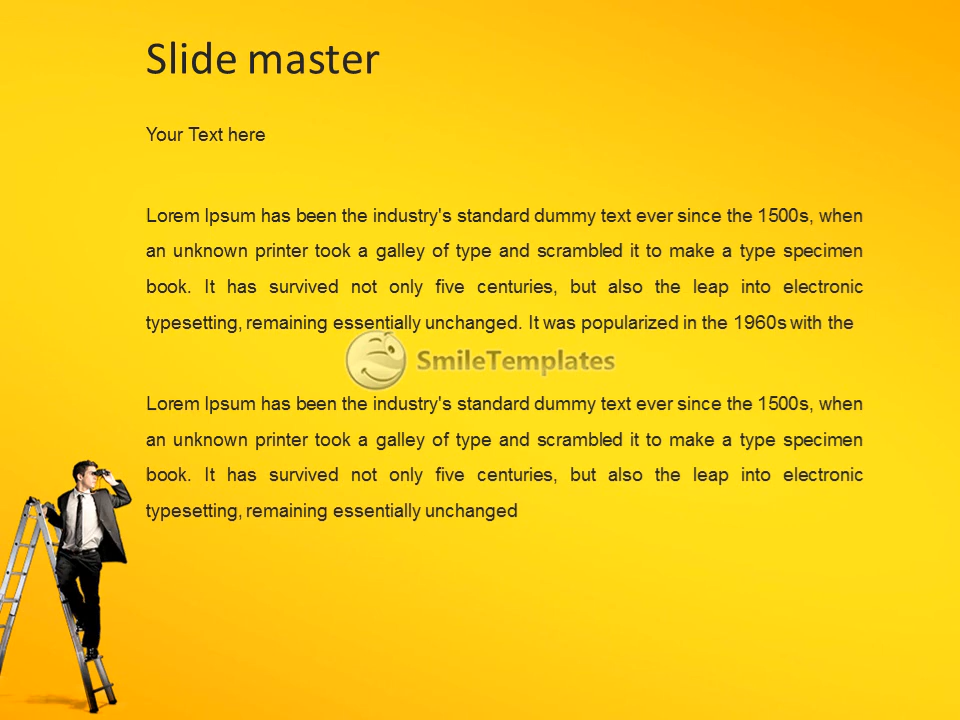 Slide master
Your Text here
Lorem Ipsum has been the industry's standard dummy text ever since the 1500s, when
an unknown printer took a galley of type and scrambled it to make a type specimen
book. It has survived not only five centuries, but also the leap into electronic
typesetting, remaining essentially unchanged. It was popularized in the 1960s with the
SmileTemplates
Lorem Ipsum has been the industry's standard dummy text ever since the 1500s, when
an unknown printer took a galley of type and scrambled it to make a type specimen
book. It has survived not only five centuries, but also the leap into electronic
typesetting, remaining essentially unchanged